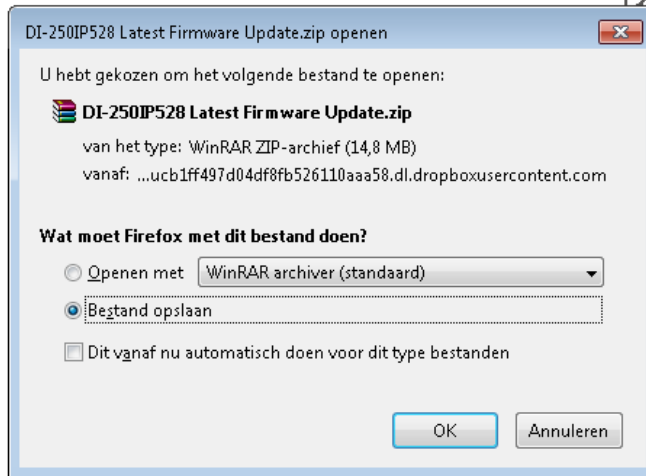 DI-250IP528 Latest Firmware Update.zip openen
U hebt gekozen om het volgende bestand te openen:
DI-250IP528 Latest Firmware Update.zip
van het type: WinRAR ZIP-archief (14,8 MB)
vanaf: ...ucb1ff497d04df8fb526110aaa58.dl.dropboxusercontent.com
Wat moet Firefox met dit bestand doen?
Openen met WinRAR archiver (standaard)
Bestand opslaan
Dit vanaf nu automatisch doen voor dit type bestanden
OK Annuleren